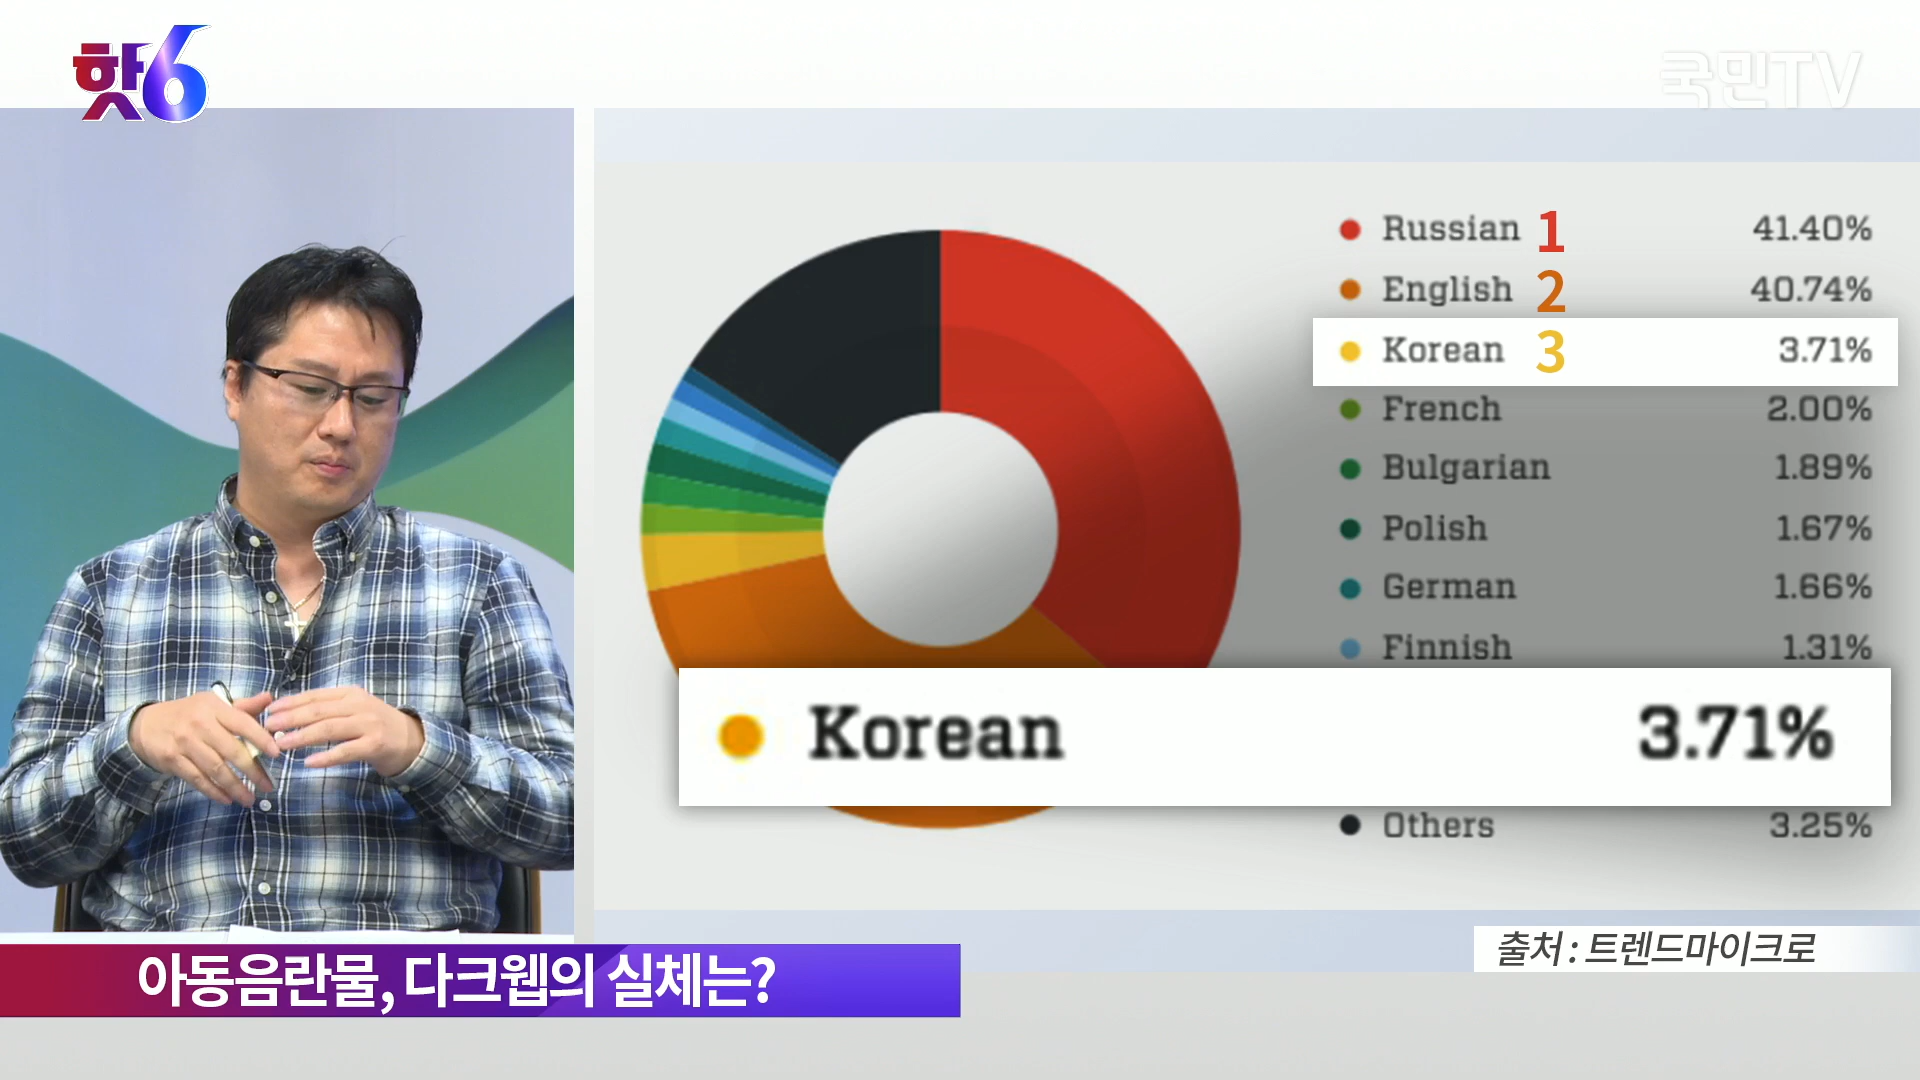 핫6
국민TV
Russian 1 41.40%
English 2 40.74%
Korean 3 3.71%
French 2.00%
Bulgarian 1.89%
Polish 1.67%
German 1.66%
Finnish 1.31%
Korean 3.71%
Others 3.25%
출처 : 트렌드마이크로
아동음란물, 다크웹의 실체는?